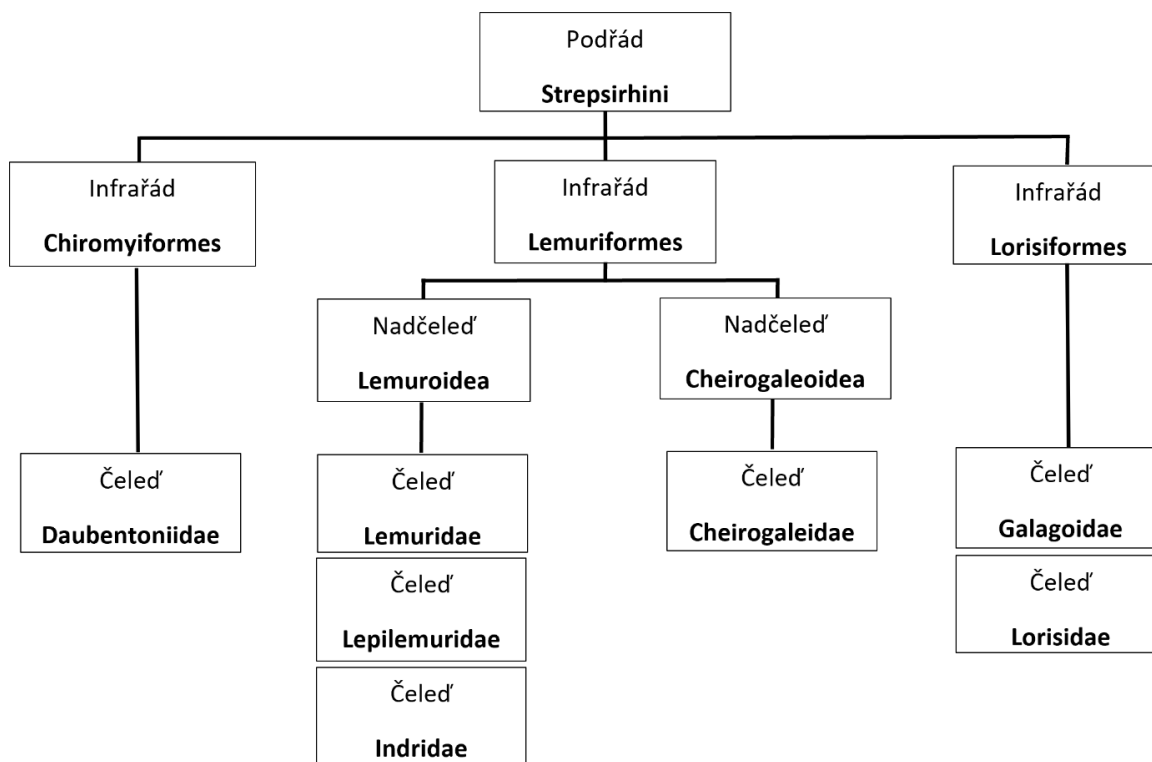 Podřád
Strepsirhini
Infrařád
Chiromyiformes
Infrařád
Lemuriformes
Infrařád
Lorisiformes
Nadčeleď
Lemuroidea
Nadčeleď
Cheirogaleoidea
Čeleď
Daubentoniidae
Čeleď
Lemuridae
Čeleď
Cheirogaleidae
Čeleď
Galagoidae
Čeleď
Lepilemuridae
Čeleď
Lorisidae
Čeleď
Indridae